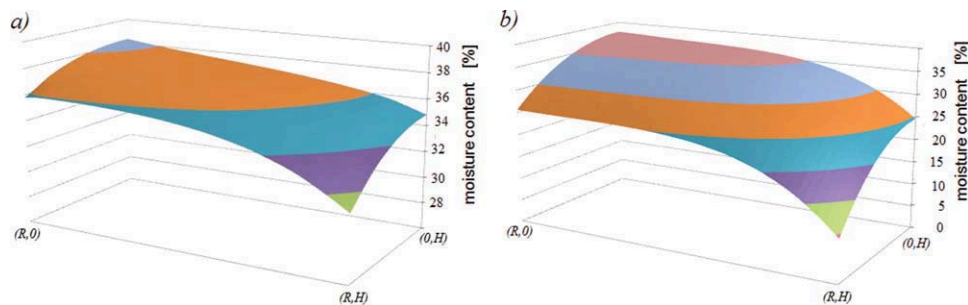 a)
40
38
36
34
32
30
28
moisture content [%]
(R,0)
(R,H)
(0,H)
b)
35
30
25
20
15
10
5
0
moisture content [%]
(R,0)
(R,H)
(0,H)